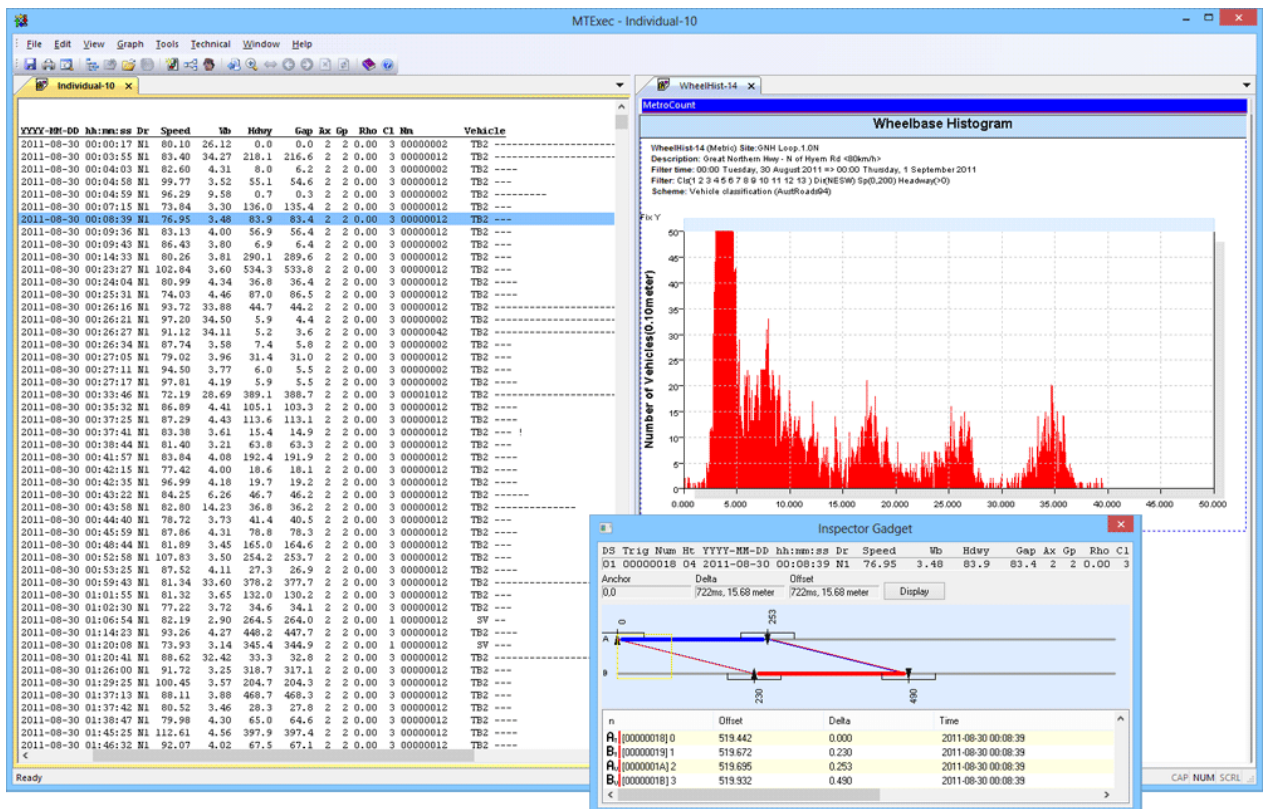 MTExec - Individual-10
File Edit View Graph Tools Technical Window Help
Individual-10
YYYY-MM-DD hh:mm:ss Dr Speed Wb Hdwy Gap Ax Gp Rho Cl Nm Vehicle
2011-08-30 00:00:17 N1 80.10 26.12 0.0 0.0 2 2 0.00 3 00000002 TB2 -----------------------
2011-08-30 00:03:55 N1 83.40 34.27 218.1 216.6 2 2 0.00 3 00000012 TB2 -----------------------
2011-08-30 00:04:03 N1 82.60 4.31 8.0 6.2 2 2 0.00 3 00000002 TB2 ----
2011-08-30 00:04:58 N1 99.77 3.52 55.1 54.6 2 2 0.00 3 00000012 TB2 ---
2011-08-30 00:04:59 N1 96.22 9.58 0.7 0.3 2 2 0.00 3 00000002 TB2 ---------
2011-08-30 00:07:15 N1 73.84 3.30 136.0 135.4 2 2 0.00 3 00000012 TB2 ---
2011-08-30 00:08:39 N1 76.95 3.48 83.9 83.4 2 2 0.00 3 00000012 TB2 ---
2011-08-30 00:09:36 N1 83.13 4.00 56.9 56.4 2 2 0.00 3 00000012 TB2 ---
2011-08-30 00:09:43 N1 86.43 3.80 6.9 6.4 2 2 0.00 3 00000002 TB2 ---
2011-08-30 00:14:33 N1 80.26 3.81 290.1 289.6 2 2 0.00 3 00000012 TB2 ---
2011-08-30 00:23:27 N1 102.84 3.60 534.3 533.8 2 2 0.00 3 00000012 TB2 ---
2011-08-30 00:24:04 N1 80.99 4.34 36.8 36.4 2 2 0.00 3 00000012 TB2 ----
2011-08-30 00:25:31 N1 74.03 4.46 87.0 86.5 2 2 0.00 3 00000012 TB2 ----
2011-08-30 00:26:16 N1 93.72 33.88 44.7 44.2 2 2 0.00 3 00000012 TB2 -----------------------
2011-08-30 00:26:21 N1 97.20 34.50 5.9 4.4 2 2 0.00 3 00000002 TB2 -----------------------
2011-08-30 00:26:27 N1 91.12 34.11 5.2 3.6 2 2 0.00 3 00000042 TB2 -----------------------
2011-08-30 00:26:34 N1 87.74 3.58 7.4 5.8 2 2 0.00 3 00000002 TB2 ---
2011-08-30 00:27:05 N1 79.02 3.96 31.4 31.0 2 2 0.00 3 00000012 TB2 ---
2011-08-30 00:27:11 N1 94.50 3.77 6.0 5.5 2 2 0.00 3 00000002 TB2 ---
2011-08-30 00:27:17 N1 97.81 4.19 5.9 5.5 2 2 0.00 3 00000002 TB2 ----
2011-08-30 00:33:46 N1 72.19 28.69 389.1 388.7 2 2 0.00 3 00001012 TB2 -----------------------
2011-08-30 00:35:32 N1 86.89 4.41 105.1 103.3 2 2 0.00 3 00000012 TB2 ----
2011-08-30 00:37:25 N1 87.29 4.43 113.6 113.1 2 2 0.00 3 00000012 TB2 ----
2011-08-30 00:37:41 N1 83.38 3.61 15.4 14.9 2 2 0.00 3 00000012 TB2 --- !
2011-08-30 00:38:44 N1 81.40 3.21 63.8 63.3 2 2 0.00 3 00000012 TB2 ---
2011-08-30 00:41:57 N1 83.84 4.08 192.4 191.9 2 2 0.00 3 00000012 TB2 ----
2011-08-30 00:42:15 N1 77.42 4.00 18.6 18.1 2 2 0.00 3 00000012 TB2 ---
2011-08-30 00:42:35 N1 96.99 4.18 19.7 19.2 2 2 0.00 3 00000012 TB2 ----
2011-08-30 00:43:22 N1 84.25 6.26 46.7 46.2 2 2 0.00 3 00000012 TB2 ------
2011-08-30 00:43:58 N1 82.80 14.23 36.8 36.2 2 2 0.00 3 00000012 TB2 --------------
2011-08-30 00:44:40 N1 78.72 3.73 41.4 40.5 2 2 0.00 3 00000012 TB2 ---
2011-08-30 00:45:59 N1 87.86 4.31 78.8 78.3 2 2 0.00 3 00000012 TB2 ----
2011-08-30 00:48:44 N1 81.89 3.45 165.0 164.6 2 2 0.00 3 00000012 TB2 ---
2011-08-30 00:52:58 N1 107.83 3.50 254.2 253.7 2 2 0.00 3 00000012 TB2 ---
2011-08-30 00:53:25 N1 87.52 4.11 27.3 26.9 2 2 0.00 3 00000012 TB2 ----
2011-08-30 00:59:43 N1 81.34 33.60 378.2 377.7 2 2 0.00 3 00000012 TB2 -----------------------
2011-08-30 01:01:55 N1 81.32 3.65 132.0 130.2 2 2 0.00 3 00000012 TB2 ---
2011-08-30 01:02:30 N1 77.22 3.72 34.6 34.1 2 2 0.00 3 00000012 TB2 ---
2011-08-30 01:06:54 N1 82.19 2.90 264.5 264.0 2 2 0.00 1 00000012 SV --
2011-08-30 01:14:23 N1 93.26 4.27 448.2 447.7 2 2 0.00 3 00000012 TB2 ----
2011-08-30 01:20:08 N1 73.93 3.14 345.4 344.9 2 2 0.00 1 00000012 SV ---
2011-08-30 01:20:41 N1 88.62 32.42 33.3 32.8 2 2 0.00 3 00000012 TB2 -----------------------
2011-08-30 01:26:00 N1 91.72 3.25 318.7 317.1 2 2 0.00 3 00000012 TB2 ---
2011-08-30 01:29:25 N1 100.45 3.57 204.7 204.3 2 2 0.00 3 00000012 TB2 ---
2011-08-30 01:37:13 N1 88.11 3.88 468.7 468.3 2 2 0.00 3 00000012 TB2 ---
2011-08-30 01:37:42 N1 80.52 3.46 28.3 27.8 2 2 0.00 3 00000012 TB2 ---
2011-08-30 01:38:47 N1 79.98 4.30 65.0 64.6 2 2 0.00 3 00000012 TB2 ----
2011-08-30 01:45:25 N1 112.61 4.56 397.9 397.4 2 2 0.00 3 00000012 TB2 ----
2011-08-30 01:46:32 N1 92.07 4.02 67.5 67.1 2 2 0.00 3 00000012 TB2 ----
WheelHist-14
MetroCount
Wheelbase Histogram
WheelHist-14 (Metric) Site:GNH Loop.1.0N
Description: Great Northern Hwy - N of Hyem Rd <80km/h>
Filter time: 00:00 Tuesday, 30 August 2011 => 00:00 Thursday, 1 September 2011
Filter: Cls(1 2 3 4 5 6 7 8 9 10 11 12 13 ) Dir(NESW) Sp(0,200) Headway(>0)
Scheme: Vehicle classification (AustRoads94)
Fix Y
50
45
40
35
30
25
20
15
10
5
0
Number of Vehicles(0.10meter)
0.000 5.000 10.000 15.000 20.000 25.000 30.000 35.000 40.000 45.000 50.000
Inspector Gadget
DS Trig Num Ht YYYY-MM-DD hh:mm:ss Dr Speed Wb Hdwy Gap Ax Gp Rho Cl
01 00000018 04 2011-08-30 00:08:39 N1 76.95 3.48 83.9 83.4 2 2 0.00 3
Anchor Delta Offset
0,0 722ms, 15.68 meter 722ms, 15.68 meter Display
0 253
A
B
230 490
n Offset Delta Time
A [00000018] 0 519.442 0.000 2011-08-30 00:08:39
B [00000019] 1 519.672 0.230 2011-08-30 00:08:39
A [0000001A] 2 519.695 0.253 2011-08-30 00:08:39
B [0000001B] 3 519.932 0.490 2011-08-30 00:08:39
Ready
CAP NUM SCRL